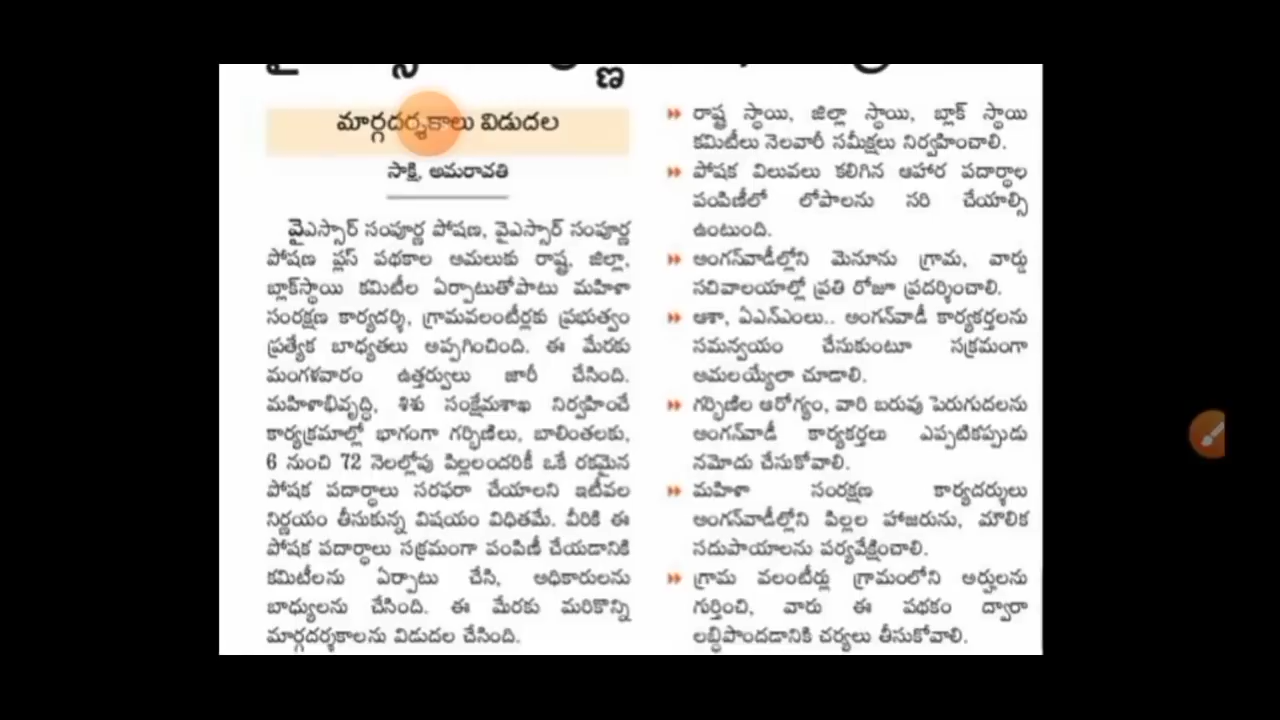 మార్గదర్శకాలు విడుదల
సాక్షి, అమరావతి
వైఎస్సార్ సంపూర్ణ పోషణ, వైఎస్సార్ సంపూర్ణ
పోషణ ప్లస్ పథకాల అమలుకు రాష్ట్ర, జిల్లా,
బ్లాక్‌స్థాయి కమిటీల ఏర్పాటుతోపాటు మహిళా
సంరక్షణ కార్యదర్శి, గ్రామవలంటీర్లకు ప్రభుత్వం
ప్రత్యేక బాధ్యతలు అప్పగించింది. ఈ మేరకు
మంగళవారం ఉత్తర్వులు జారీ చేసింది.
మహిళాభివృద్ధి, శిశు సంక్షేమశాఖ నిర్వహించే
కార్యక్రమాల్లో భాగంగా గర్భిణిలు, బాలింతలకు,
6 నుంచి 72 నెలల్లోపు పిల్లలందరికీ ఒకే రకమైన
పోషక పదార్థాలు సరఫరా చేయాలని ఇటీవల
నిర్ణయం తీసుకున్న విషయం విధితమే. వీరికి ఈ
పోషక పదార్థాలు సక్రమంగా పంపిణీ చేయడానికి
కమిటీలను ఏర్పాటు చేసి, అధికారులను
బాధ్యులను చేసింది. ఈ మేరకు మరికొన్ని
మార్గదర్శకాలను విడుదల చేసింది.
రాష్ట్ర స్థాయి, జిల్లా స్థాయి, బ్లాక్ స్థాయి
కమిటీలు నెలవారీ సమీక్షలు నిర్వహించాలి.
పోషక విలువలు కలిగిన ఆహార పదార్థాల
పంపిణీలో లోపాలను సరి చేయాల్సి
ఉంటుంది.
అంగన్‌వాడీల్లోని మెనూను గ్రామ, వార్డు
సచివాలయాల్లో ప్రతి రోజూ ప్రదర్శించాలి.
ఆశా, ఏఎన్ఎంలు.. అంగన్‌వాడీ కార్యకర్తలను
సమన్వయం చేసుకుంటూ సక్రమంగా
అమలయ్యేలా చూడాలి.
గర్భిణిల ఆరోగ్యం, వారి బరువు పెరుగుదలను
అంగన్‌వాడీ కార్యకర్తలు ఎప్పటికప్పుడు
నమోదు చేసుకోవాలి.
మహిళా సంరక్షణ కార్యదర్శులు
అంగన్‌వాడీల్లోని పిల్లల హాజరును, మౌలిక
సదుపాయాలను పర్యవేక్షించాలి.
గ్రామ వలంటీర్లు గ్రామంలోని అర్హులను
గుర్తించి, వారు ఈ పథకం ద్వారా
లబ్ధిపొందడానికి చర్యలు తీసుకోవాలి.